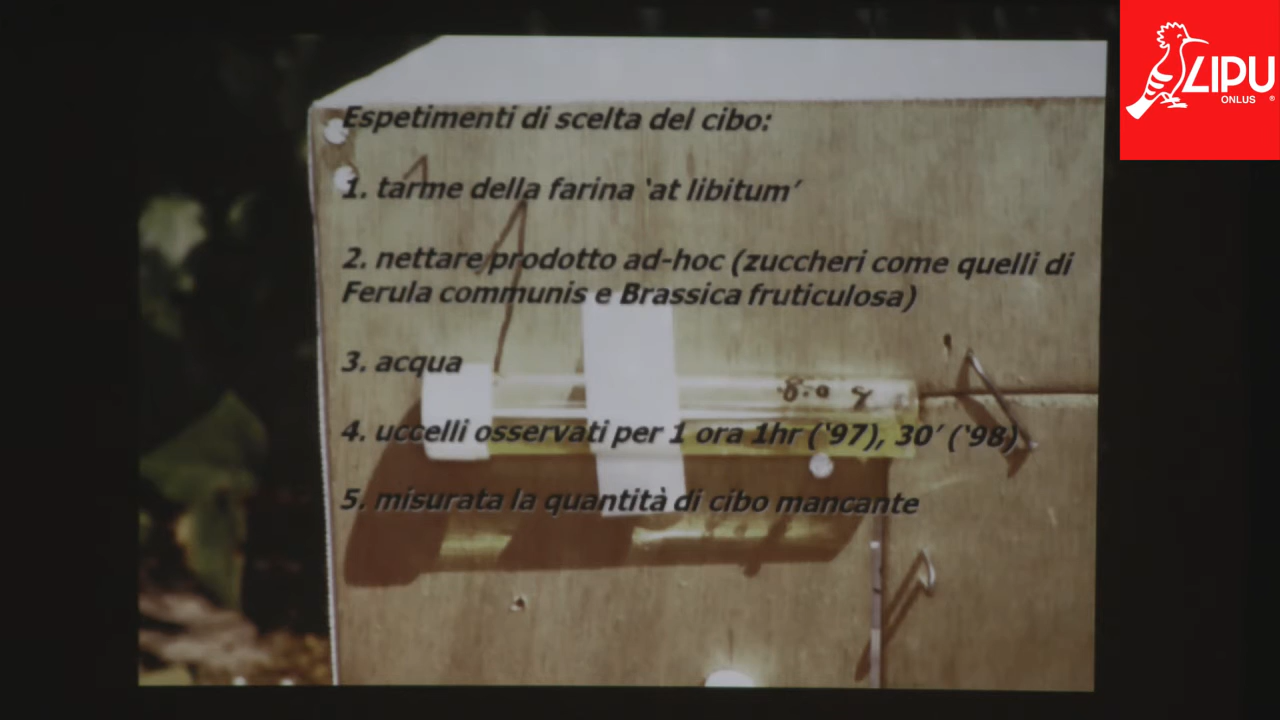 LIPU
ONLUS ®
Espetimenti di scelta del cibo:
1. tarme della farina ‘at libitum’
2. nettare prodotto ad-hoc (zuccheri come quelli di
Ferula communis e Brassica fruticulosa)
3. acqua
4. uccelli osservati per 1 ora 1hr (‘97), 30’ (‘98)
5. misurata la quantità di cibo mancante